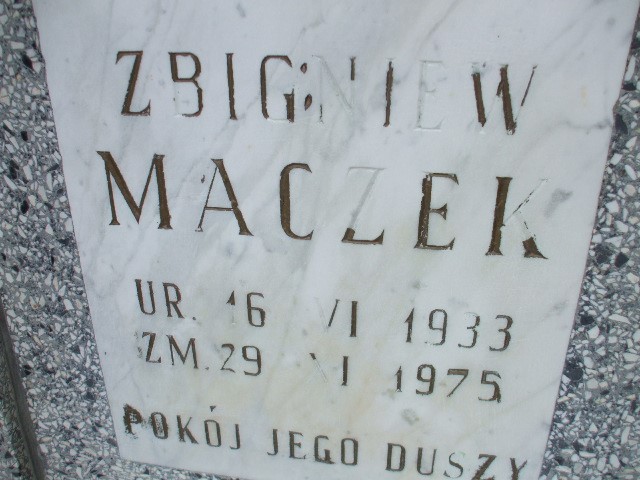 ZBIGNIEW
MACZEK
UR. 16 VI 1933
ZM. 29 1975
POKÓJ JEGO DUSZY